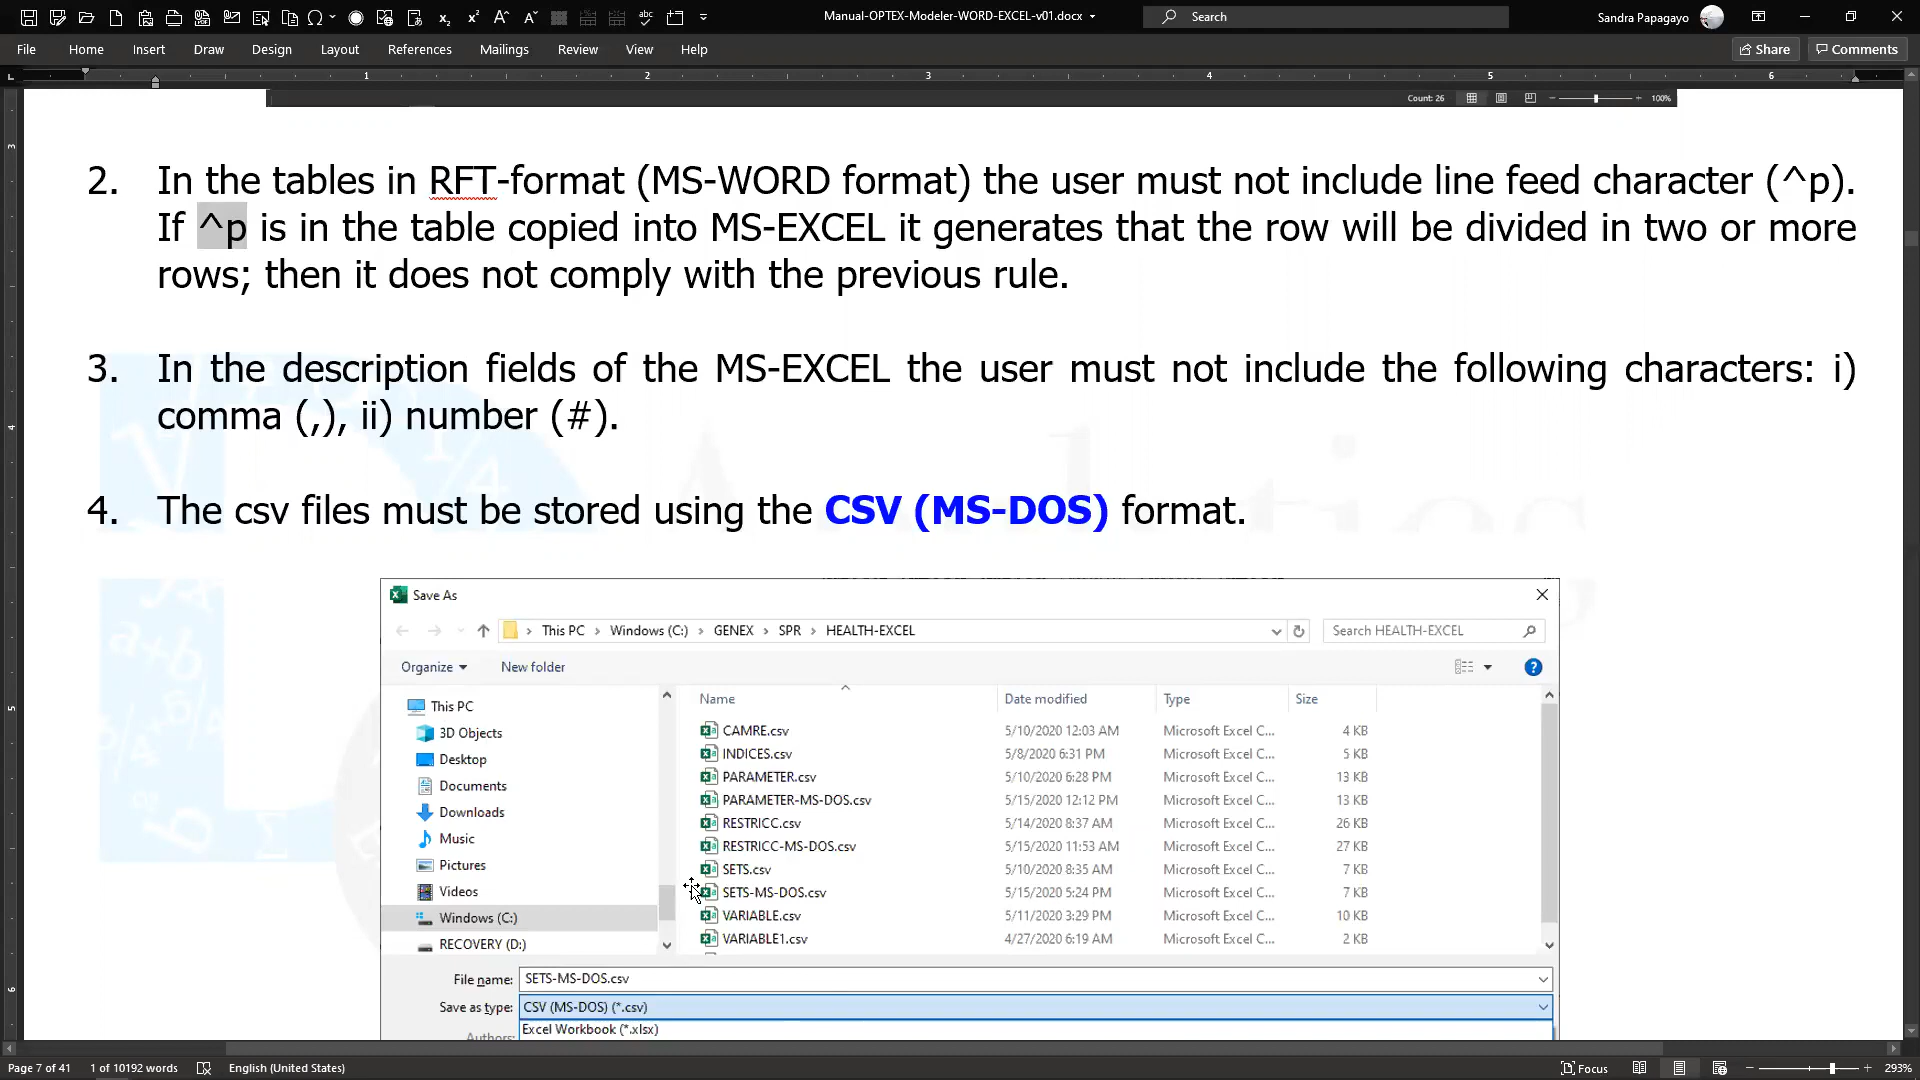 Manual-OPTEX-Modeler-WORD-EXCEL-v01.docx
Search
Sandra Papagayo
File Home Insert Draw Design Layout References Mailings Review View Help
Share Comments
1 2 3 4 5 6
Count: 26 100%
2. In the tables in RFT-format (MS-WORD format) the user must not include line feed character (^p).
If ^p is in the table copied into MS-EXCEL it generates that the row will be divided in two or more
rows; then it does not comply with the previous rule.
3. In the description fields of the MS-EXCEL the user must not include the following characters: i)
comma (,), ii) number (#).
4. The csv files must be stored using the CSV (MS-DOS) format.
Save As
This PC Windows (C:) GENEX SPR HEALTH-EXCEL Search HEALTH-EXCEL
Organize New folder
Name Date modified Type Size
This PC
3D Objects
Desktop
Documents
Downloads
Music
Pictures
Videos
Windows (C:)
RECOVERY (D:)
CAMRE.csv 5/10/2020 12:03 AM Microsoft Excel C... 4 KB
INDICES.csv 5/8/2020 6:31 PM Microsoft Excel C... 5 KB
PARAMETER.csv 5/10/2020 6:28 PM Microsoft Excel C... 13 KB
PARAMETER-MS-DOS.csv 5/15/2020 12:12 PM Microsoft Excel C... 13 KB
RESTRICC.csv 5/14/2020 8:37 AM Microsoft Excel C... 26 KB
RESTRICC-MS-DOS.csv 5/15/2020 11:53 AM Microsoft Excel C... 27 KB
SETS.csv 5/10/2020 8:35 AM Microsoft Excel C... 7 KB
SETS-MS-DOS.csv 5/15/2020 5:24 PM Microsoft Excel C... 7 KB
VARIABLE.csv 5/11/2020 3:29 PM Microsoft Excel C... 10 KB
VARIABLE1.csv 4/27/2020 6:19 AM Microsoft Excel C... 2 KB
File name: SETS-MS-DOS.csv
Save as type: CSV (MS-DOS) (*.csv)
Authors: Excel Workbook (*.xlsx)
Page 7 of 41 1 of 10192 words English (United States) Focus 293%